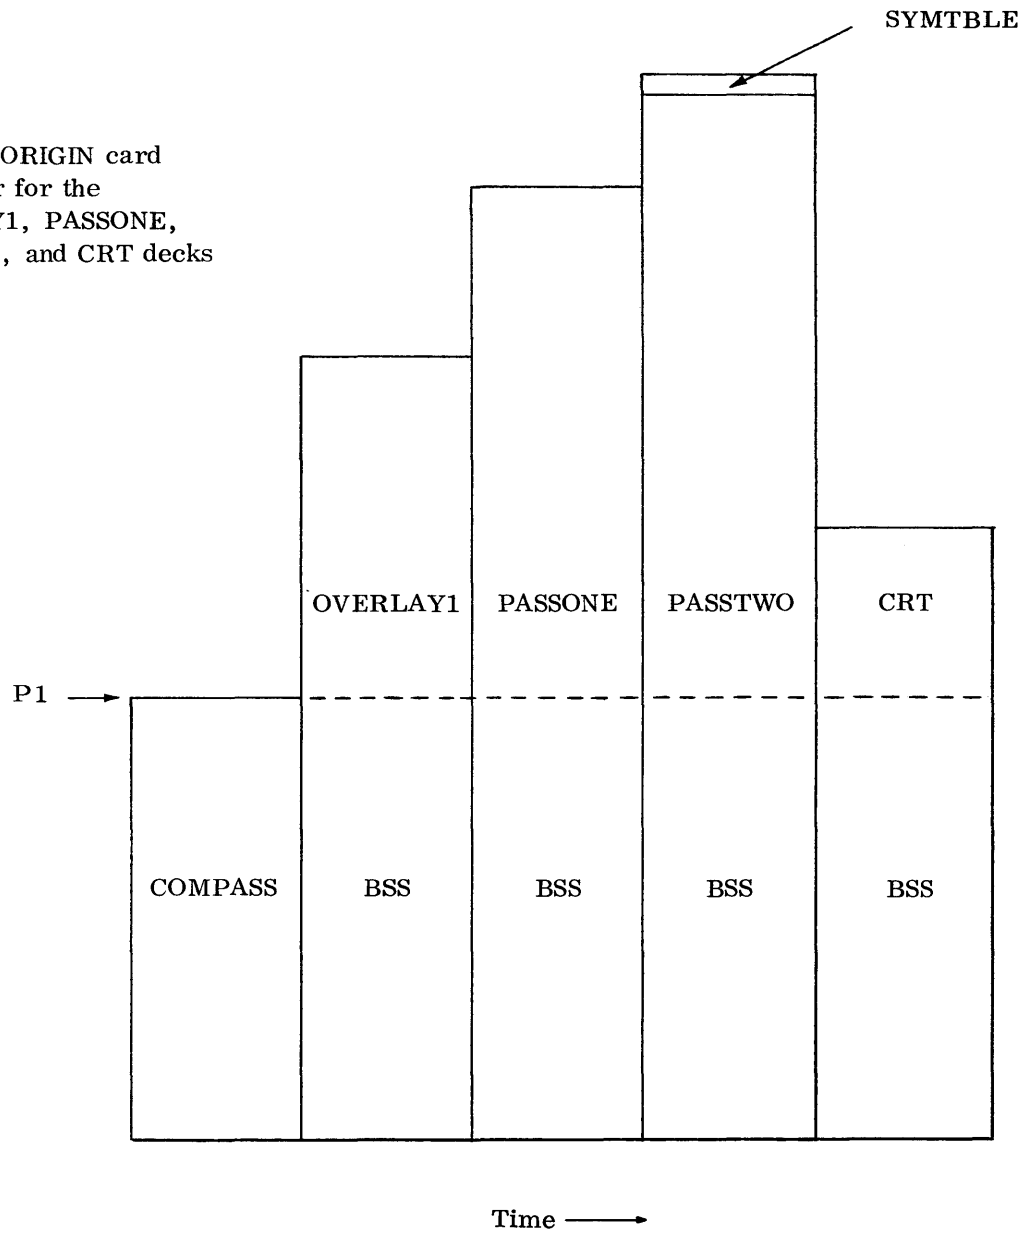 SYMTBLE
ORIGIN card
for the
PASSONE,
, and CRT decks
OVERLAY1 PASSONE PASSTWO CRT
P1
COMPASS BSS BSS BSS BSS
Time